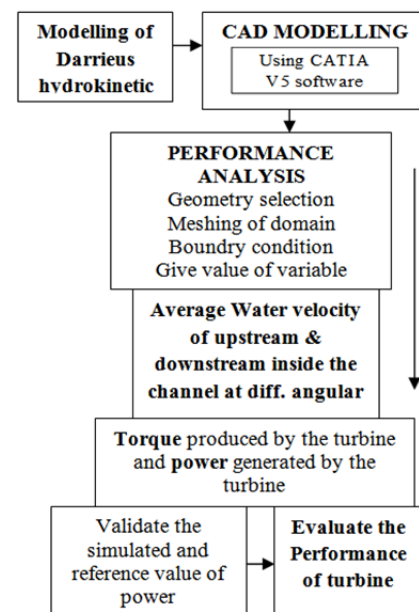 Modelling of
Darrieus
hydrokinetic
CAD MODELLING
Using CATIA
V5 software
PERFORMANCE
ANALYSIS
Geometry selection
Meshing of domain
Boundry condition
Give value of variable
Average Water velocity
of upstream &
downstream inside the
channel at diff. angular
Torque produced by the turbine
and power generated by the
turbine
Validate the
simulated and
reference value of
power
Evaluate the
Performance
of turbine